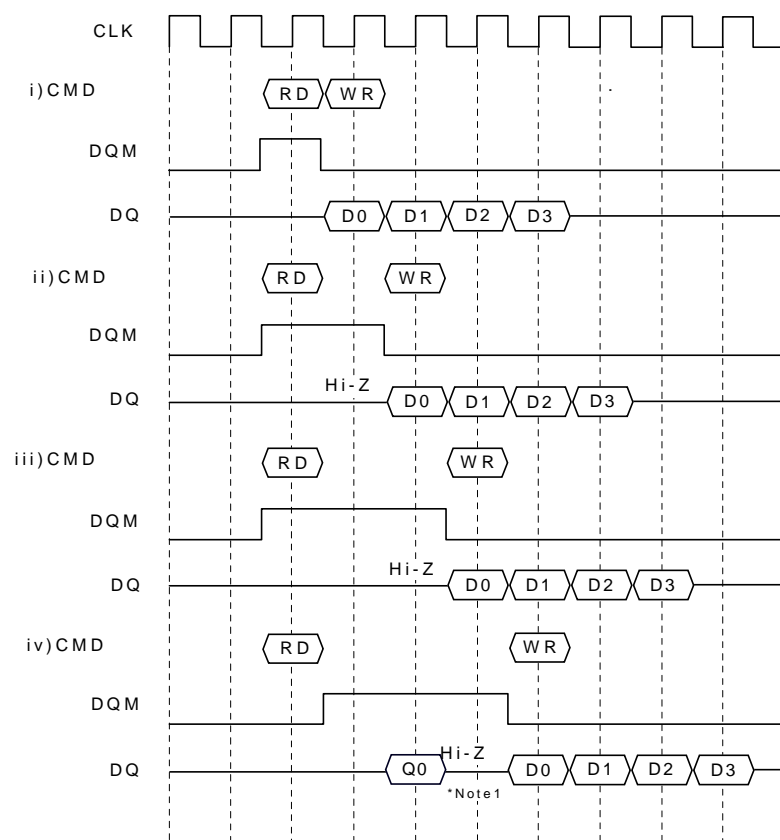 CLK
i)CMD RD WR
DQM
DQ D0 D1 D2 D3
ii)CMD RD WR
DQM
Hi-Z
DQ D0 D1 D2 D3
iii)CMD RD WR
DQM
Hi-Z
DQ D0 D1 D2 D3
iv)CMD RD WR
DQM
Hi-Z
DQ Q0 D0 D1 D2 D3
*Note1